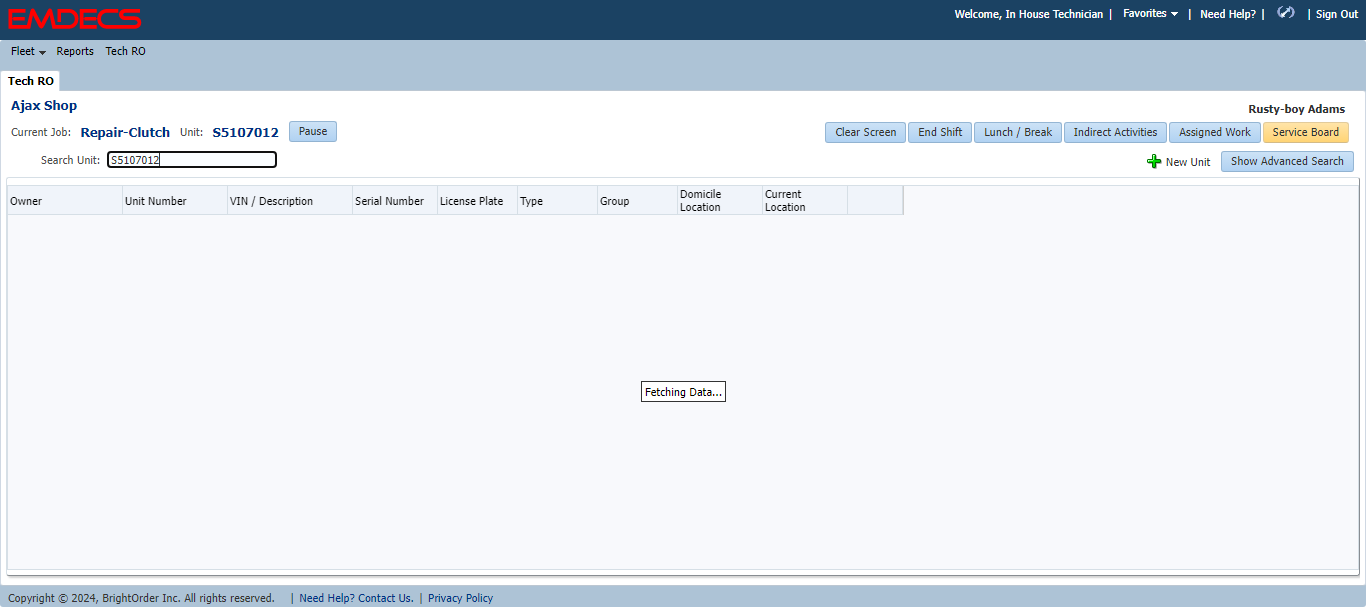 EMDECS
Welcome, In House Technician | Favorites | Need Help? | | Sign Out
Fleet Reports Tech RO
Tech RO
Ajax Shop
Rusty-boy Adams
Current Job: Repair-Clutch Unit: S5107012 Pause
Clear Screen End Shift Lunch / Break Indirect Activities Assigned Work Service Board
Search Unit: S5107012
New Unit Show Advanced Search
Owner Unit Number VIN / Description Serial Number License Plate Type Group Domicile Location Current Location
Fetching Data...
Copyright © 2024, BrightOrder Inc. All rights reserved. | Need Help? Contact Us. | Privacy Policy